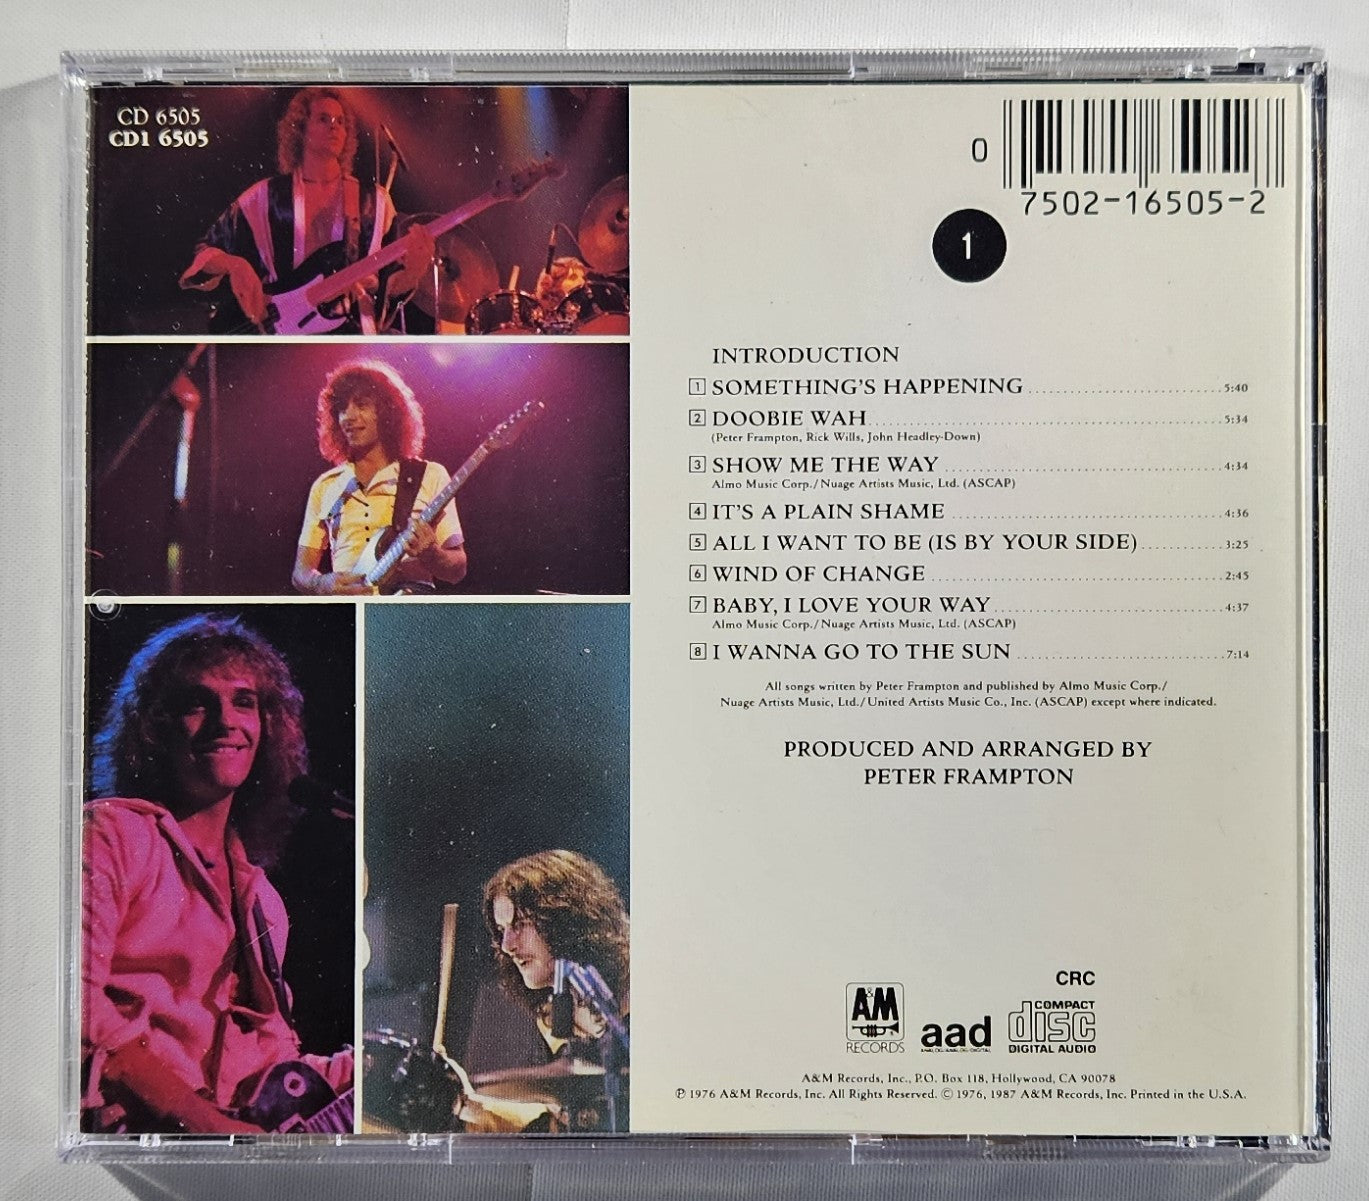 CD 6505
CD1 6505
0
7502-16505-2
1
INTRODUCTION
1 SOMETHING'S HAPPENING 5:40
2 DOOBIE WAH 5:34
(Peter Frampton, Rick Wills, John Headley-Down)
3 SHOW ME THE WAY 4:34
Almo Music Corp./Nuage Artists Music, Ltd. (ASCAP)
4 IT'S A PLAIN SHAME 4:36
5 ALL I WANT TO BE (IS BY YOUR SIDE) 3:25
6 WIND OF CHANGE 2:45
7 BABY, I LOVE YOUR WAY 4:37
Almo Music Corp./Nuage Artists Music, Ltd. (ASCAP)
8 I WANNA GO TO THE SUN 7:14
All songs written by Peter Frampton and published by Almo Music Corp./
Nuage Artists Music, Ltd./United Artists Music Co., Inc. (ASCAP) except where indicated.
PRODUCED AND ARRANGED BY
PETER FRAMPTON
CRC
A&M
RECORDS
aad
ANALOG/ANALOG/DIGITAL
COMPACT
disc
DIGITAL AUDIO
A&M Records, Inc., P.O. Box 118, Hollywood, CA 90078
℗ 1976 A&M Records, Inc. All Rights Reserved. © 1976, 1987 A&M Records, Inc. Printed in the U.S.A.